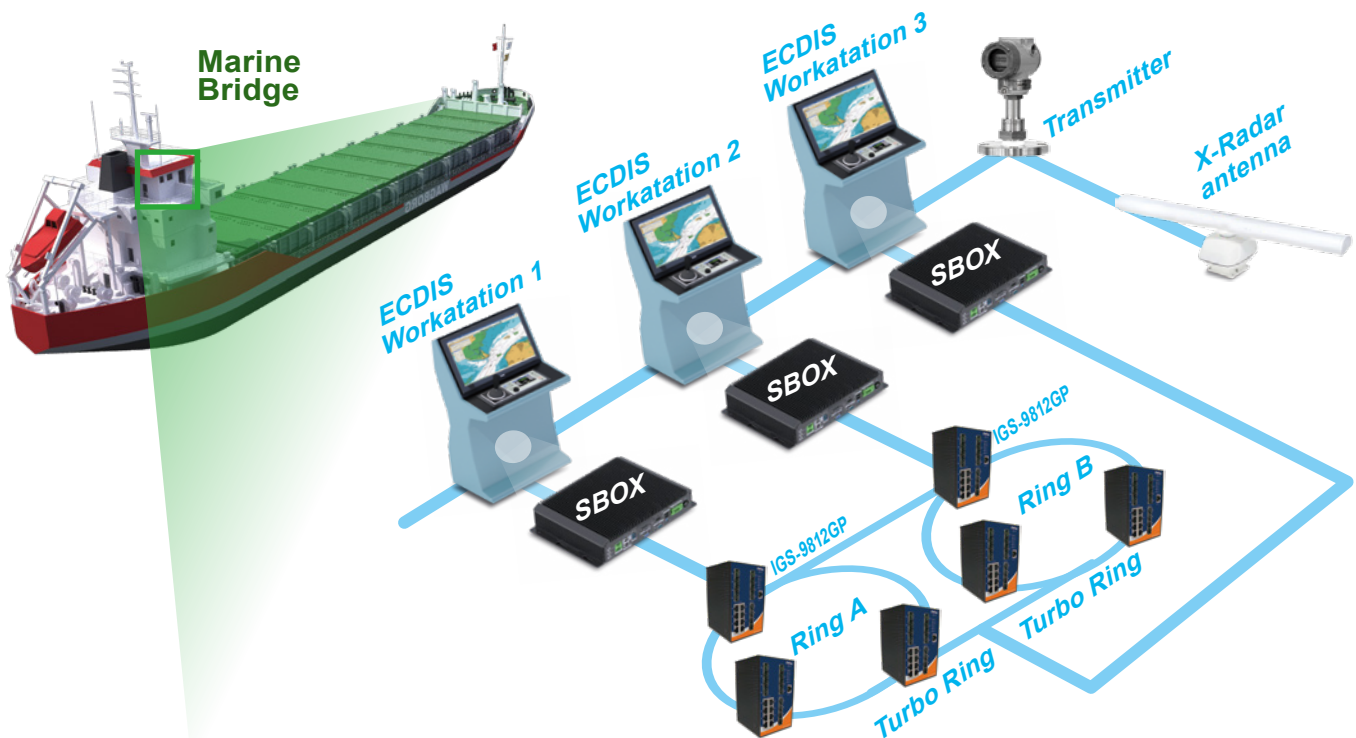 Marine
Bridge
ECDIS
Workatation 3
Transmitter
X-Radar
antenna
ECDIS
Workatation 2
ECDIS
Workatation 1
SBOX
SBOX
SBOX
IGS-9812GP
Ring B
IGS-9812GP
Ring A
Turbo Ring
Turbo Ring